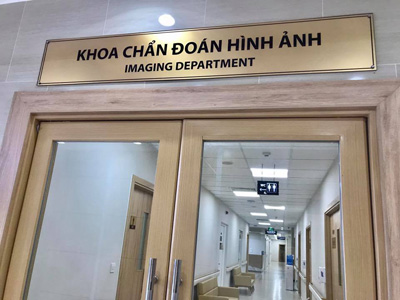 KHOA CHẨN ĐOÁN HÌNH ẢNH
IMAGING DEPARTMENT